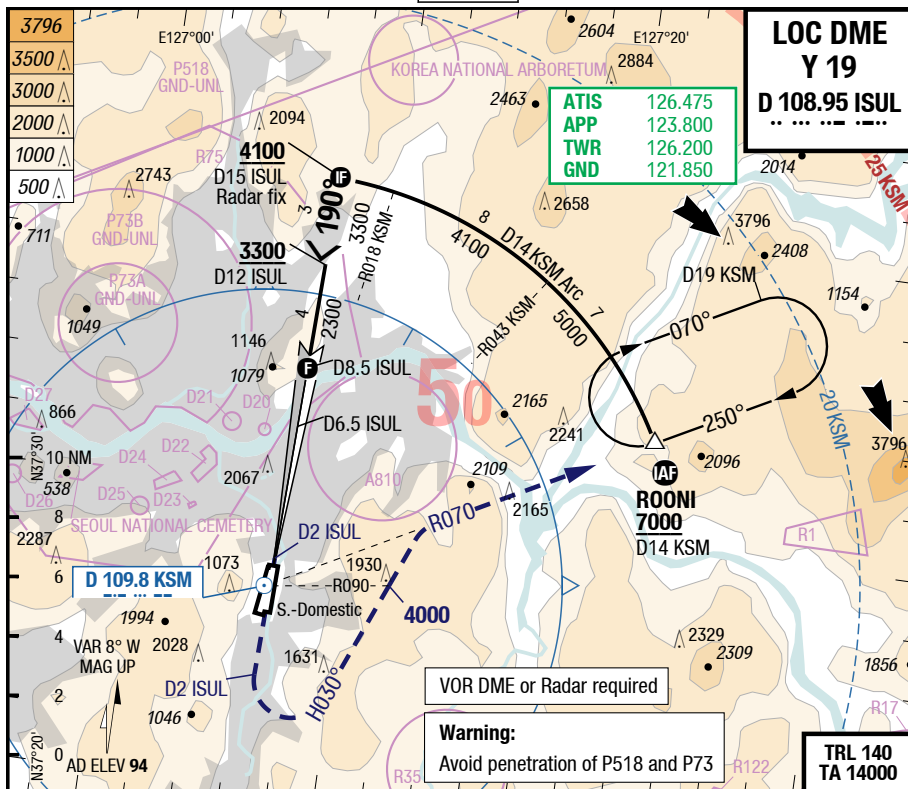 3796
3500
3000
2000
1000
500
E127°00'
E127°20'
P518
GND-UNL
KOREA NATIONAL ARBORETUM
2604
2884
2463
2094
R75
2743
711
P73B
GND-UNL
P73A
GND-UNL
1049
LOC DME
Y 19
D 108.95 ISUL
ATIS 126.475
APP 123.800
TWR 126.200
GND 121.850
2014
25 KSM
4100
D15 ISUL
Radar fix
IF
3
190°
3300
3300
D12 ISUL
R018 KSM
8
4100
D14 KSM Arc
7
5000
R043 KSM
2658
3796
2408
D19 KSM
1154
070°
250°
20 KSM
3796
4
2300
1146
1079
F
D8.5 ISUL
D6.5 ISUL
50
2165
2241
2096
IAF
ROONI
7000
D14 KSM
R1
D27
866
D21
D20
N37°30'
10 NM
538
D26
D24
D22
D25
D23
2067
SEOUL NATIONAL CEMETERY
A810
2109
2165
R070
8
2287
D2 ISUL
D 109.8 KSM
1073
6
1930
R090
S.-Domestic
4000
1994
4
2028
VAR 8° W
MAG UP
D2 ISUL
1631
H030°
2
1046
2329
2309
1856
N37°20'
0
AD ELEV 94
VOR DME or Radar required
Warning:
Avoid penetration of P518 and P73
R35
R122
R17
TRL 140
TA 14000